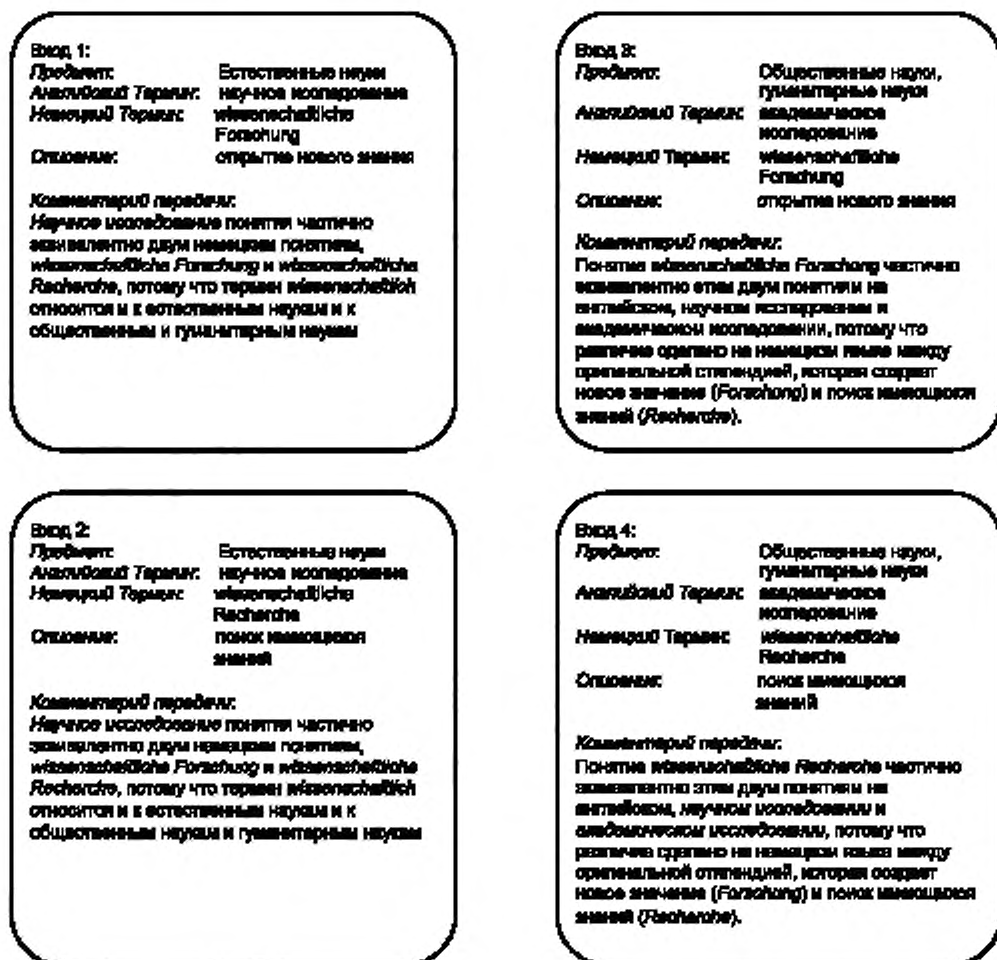 Вход 1:
Предмет: Естественные науки
Английский Термин: научное исследование
Немецкий Термин: wissenschaftliche
Forschung
Описание: открытие нового знания
Комментарий передачи:
Научное исследование понятия частично
эквивалентно двум немецким понятиям,
wissenschaftliche Forschung и wissenschaftliche
Recherche, потому что термин wissenschaftlich
относится и к естественным наукам и к
общественным и гуманитарным наукам
Вход 2:
Предмет: Естественные науки
Английский Термин: научное исследование
Немецкий Термин: wissenschaftliche
Recherche
Описание: поиск имеющихся
знаний
Комментарий передачи:
Научное исследование понятия частично
эквивалентно двум немецким понятиям,
wissenschaftliche Forschung и wissenschaftliche
Recherche, потому что термин wissenschaftlich
относится и к естественным наукам и к
общественным наукам и гуманитарным наукам
Вход 3:
Предмет: Общественные науки,
гуманитарные науки
Английский Термин: академическое
исследование
Немецкий Термин: wissenschaftliche
Forschung
Описание: открытие нового знания
Комментарий передачи:
Понятие wissenschaftliche Forschung частично
эквивалентно этим двум понятиям на
английском, научном исследовании и
академическом исследовании, потому что
различие сделано на немецком языке между
оригинальной стипендией, которая создает
новое значение (Forschung) и поиск имеющихся
знаний (Recherche).
Вход 4:
Предмет: Общественные науки,
гуманитарные науки
Английский Термин: академическое
исследование
Немецкий Термин: wissenschaftliche
Recherche
Описание: поиск имеющихся
знаний
Комментарий передачи:
Понятие wissenschaftliche Recherche частично
эквивалентно этим двум понятиям на
английском, научном исследовании и
академическом исследовании, потому что
различие сделано на немецком языке между
оригинальной стипендией, которая создает
новое значение (Forschung) и поиск имеющихся
знаний (Recherche).